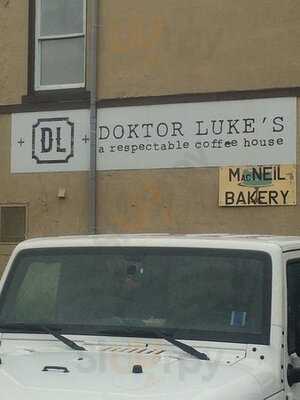 + DL + DOKTOR LUKE'S
a respectable coffee house
MACNEIL
BAKERY